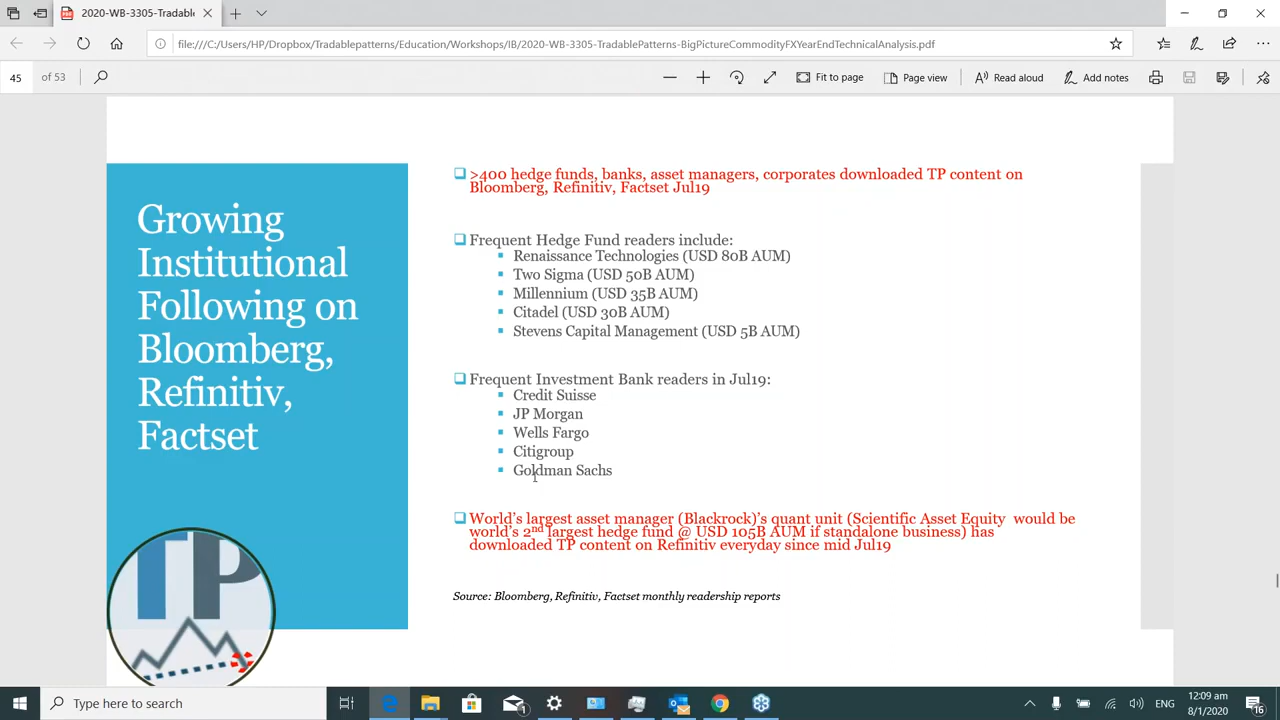 2020-WB-3305-TradablePatterns
file:///C:/Users/HP/Dropbox/Tradablepatterns/Education/Workshops/IB/2020-WB-3305-TradablePatterns-BigPictureCommodityFXYearEndTechnicalAnalysis.pdf
45 of 53 Fit to page Page view Read aloud Add notes
Growing
Institutional
Following on
Bloomberg,
Refinitiv,
Factset
TP
>400 hedge funds, banks, asset managers, corporates downloaded TP content on
Bloomberg, Refinitiv, Factset Jul19
Frequent Hedge Fund readers include:
Renaissance Technologies (USD 80B AUM)
Two Sigma (USD 50B AUM)
Millennium (USD 35B AUM)
Citadel (USD 30B AUM)
Stevens Capital Management (USD 5B AUM)
Frequent Investment Bank readers in Jul19:
Credit Suisse
JP Morgan
Wells Fargo
Citigroup
Goldman Sachs
World's largest asset manager (Blackrock)'s quant unit (Scientific Asset Equity would be
world's 2nd largest hedge fund @ USD 105B AUM if standalone business) has
downloaded TP content on Refinitiv everyday since mid Jul19
Source: Bloomberg, Refinitiv, Factset monthly readership reports
Type here to search
ENG
12:09 am
8/1/2020
16